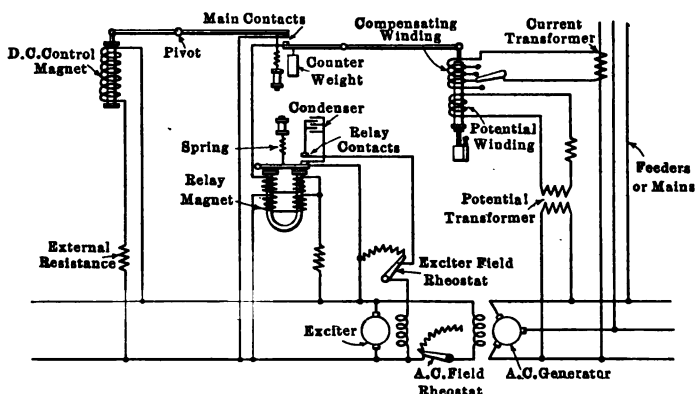 Main Contacts
Compensating
Winding
Current
Transformer
D.C.Control
Magnet
Pivot
Counter
Weight
Condenser
Relay
Contacts
Potential
Winding
Spring
Relay
Magnet
Feeders
or Mains
Potential
Transformer
External
Resistance
Exciter Field
Rheostat
Exciter
A.C.Field
Rheostat
A.C.Generator